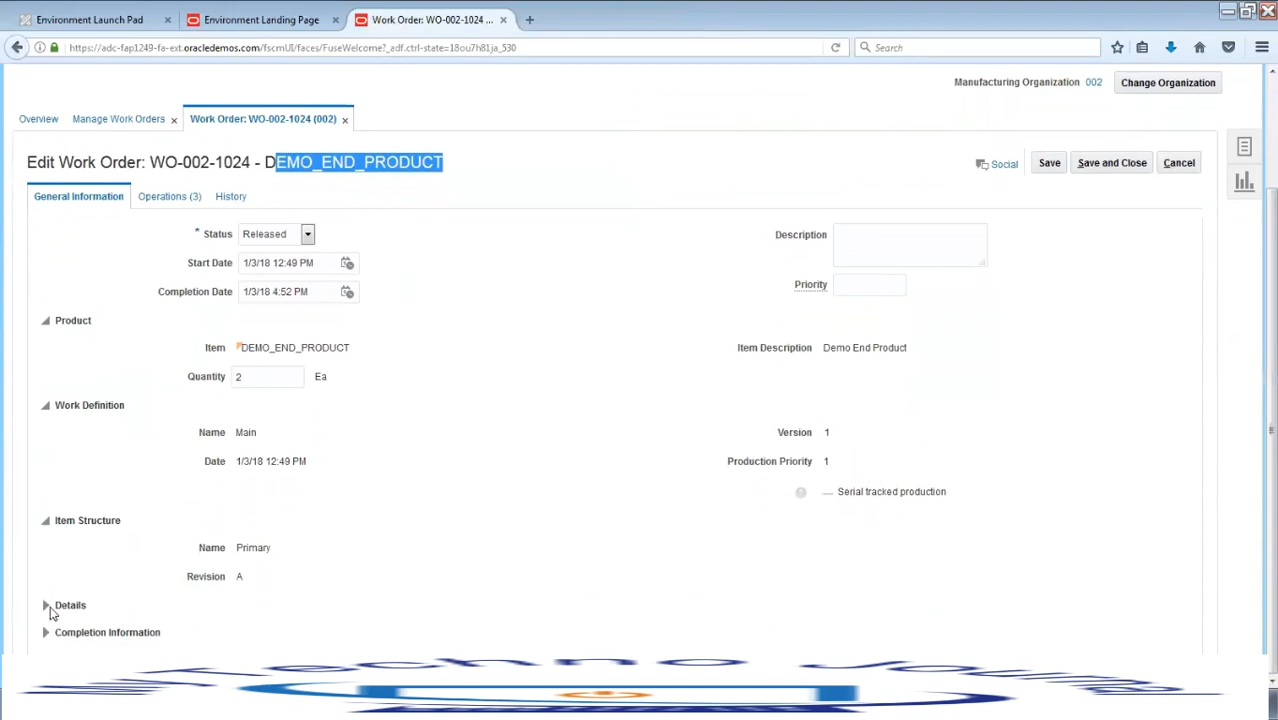 Environment Launch Pad
Environment Landing Page
Work Order: WO-002-1024 ...
https://adc-fap1249-fa-ext.oracledemos.com/fscmUI/faces/FuseWelcome?_adf.ctrl-state=18ou7h81ja_530
Search
Manufacturing Organization 002 Change Organization
Overview Manage Work Orders x Work Order: WO-002-1024 (002) x
Edit Work Order: WO-002-1024 - DEMO_END_PRODUCT
Social Save Save and Close Cancel
General Information Operations (3) History
* Status Released
Description
Start Date 1/3/18 12:49 PM
Priority
Completion Date 1/3/18 4:52 PM
Product
Item DEMO_END_PRODUCT
Item Description Demo End Product
Quantity 2 Ea
Work Definition
Name Main
Version 1
Date 1/3/18 12:49 PM
Production Priority 1
Serial tracked production
Item Structure
Name Primary
Revision A
Details
Completion Information